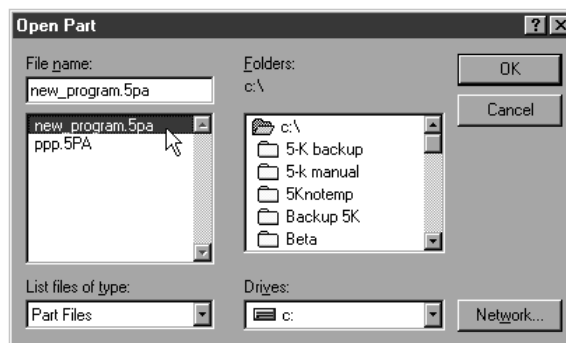 Open Part
File name:
new_program.5pa
new_program.5pa
ppp.5PA
List files of type:
Part Files
Folders:
c:\
c:\
5-K backup
5-k manual
5Knotemp
Backup 5K
Beta
Drives:
c:
OK
Cancel
Network...